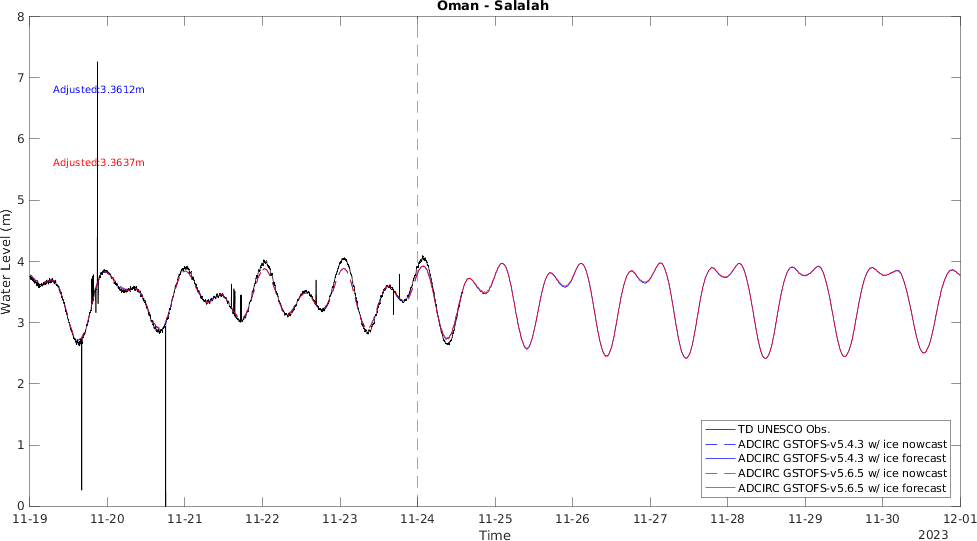 Oman - Salalah
8
7
6
5
4
3
2
1
0
Water Level (m)
Adjusted:3.3612m
Adjusted:3.3637m
TD UNESCO Obs.
ADCIRC GSTOFS-v5.4.3 w/ ice nowcast
ADCIRC GSTOFS-v5.4.3 w/ ice forecast
ADCIRC GSTOFS-v5.6.5 w/ ice nowcast
ADCIRC GSTOFS-v5.6.5 w/ ice forecast
11-19 11-20 11-21 11-22 11-23 11-24 11-25 11-26 11-27 11-28 11-29 11-30 12-01
Time
2023